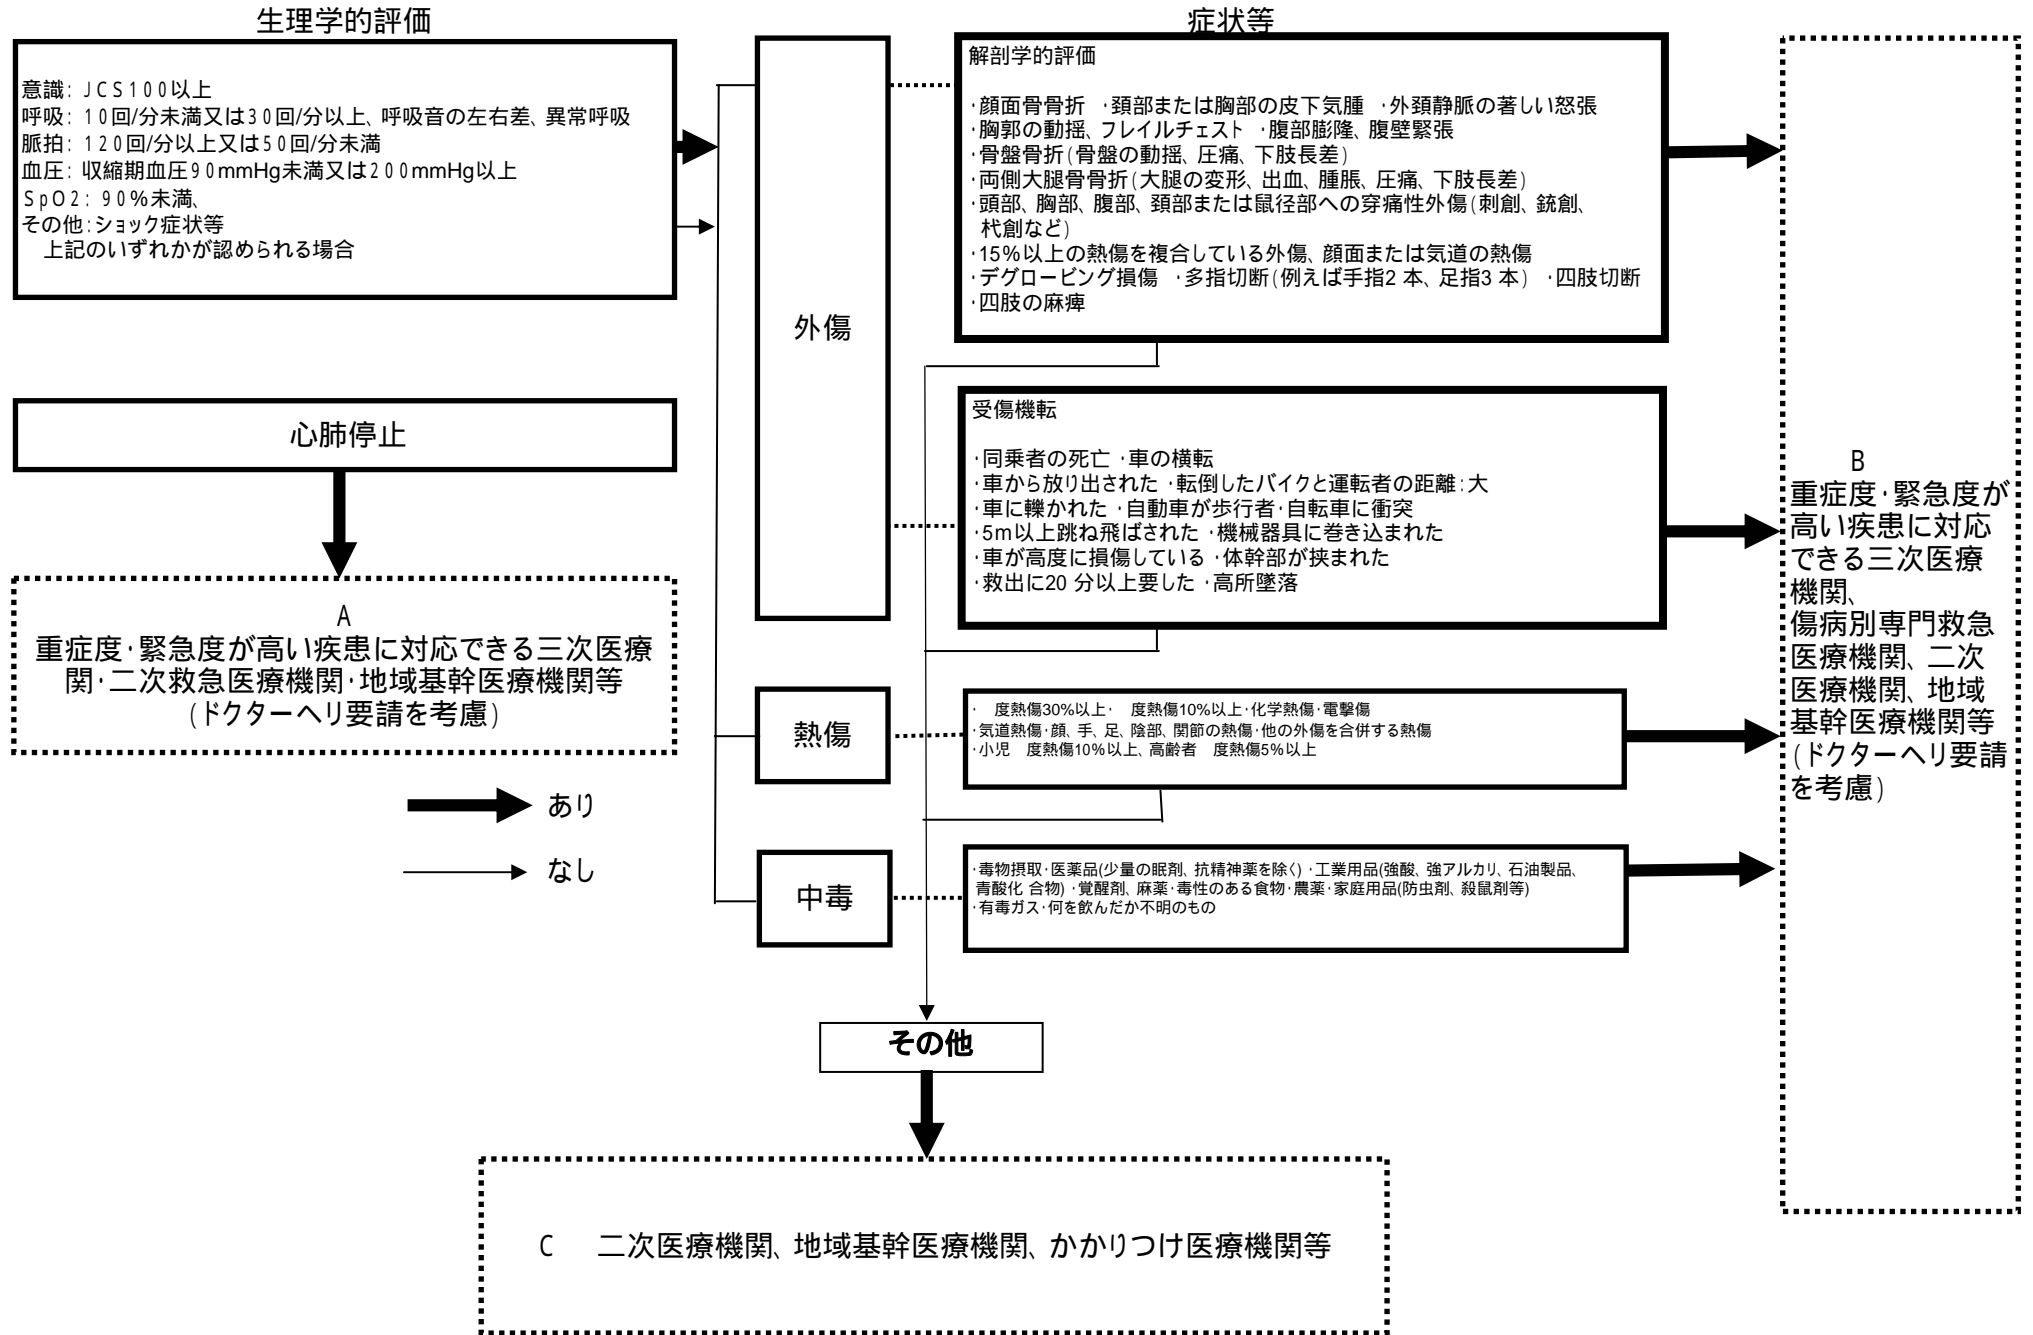 生理学的評価
意識: JCS100以上
呼吸: 10回/分未満又は30回/分以上、呼吸音の左右差、異常呼吸
脈拍: 120回/分以上又は50回/分未満
血圧: 収縮期血圧90mmHg未満又は200mmHg以上
SpO2: 90%未満、
その他:ショック症状等
上記のいずれかが認められる場合
心肺停止
A
重症度・緊急度が高い疾患に対応できる三次医療
関・二次救急医療機関・地域基幹医療機関等
(ドクターヘリ要請を考慮)
あり
なし
外傷
熱傷
中毒
症状等
解剖学的評価
・顔面骨骨折 ・頚部または胸部の皮下気腫 ・外頚静脈の著しい怒張
・胸郭の動揺、フレイルチェスト ・腹部膨隆、腹壁緊張
・骨盤骨折(骨盤の動揺、圧痛、下肢長差)
・両側大腿骨骨折(大腿の変形、出血、腫脹、圧痛、下肢長差)
・頭部、胸部、腹部、頚部または鼠径部への穿痛性外傷(刺創、銃創、
杙創など)
・15%以上の熱傷を複合している外傷、顔面または気道の熱傷
・デグロービング損傷 ・多指切断(例えば手指2 本、足指3 本) ・四肢切断
・四肢の麻痺
受傷機転
・同乗者の死亡 ・車の横転
・車から放り出された ・転倒したバイクと運転者の距離:大
・車に轢かれた ・自動車が歩行者・自転車に衝突
・5m以上跳ね飛ばされた ・機械器具に巻き込まれた
・車が高度に損傷している ・体幹部が挟まれた
・救出に20 分以上要した ・高所墜落
・ 度熱傷30%以上・ 度熱傷10%以上・化学熱傷・電撃傷
・気道熱傷・顔、手、足、陰部、関節の熱傷・他の外傷を合併する熱傷
・小児 度熱傷10%以上、高齢者 度熱傷5%以上
・毒物摂取・医薬品(少量の眠剤、抗精神薬を除く) ・工業用品(強酸、強アルカリ、石油製品、
青酸化 合物) ・覚醒剤、麻薬・毒性のある食物・農薬・家庭用品(防虫剤、殺鼠剤等)
・有毒ガス・何を飲んだか不明のもの
B
重症度・緊急度が
高い疾患に対応
できる三次医療
機関、
傷病別専門救急
医療機関、二次
医療機関、地域
基幹医療機関等
(ドクターヘリ要請
を考慮)
その他
C 二次医療機関、地域基幹医療機関、かかりつけ医療機関等